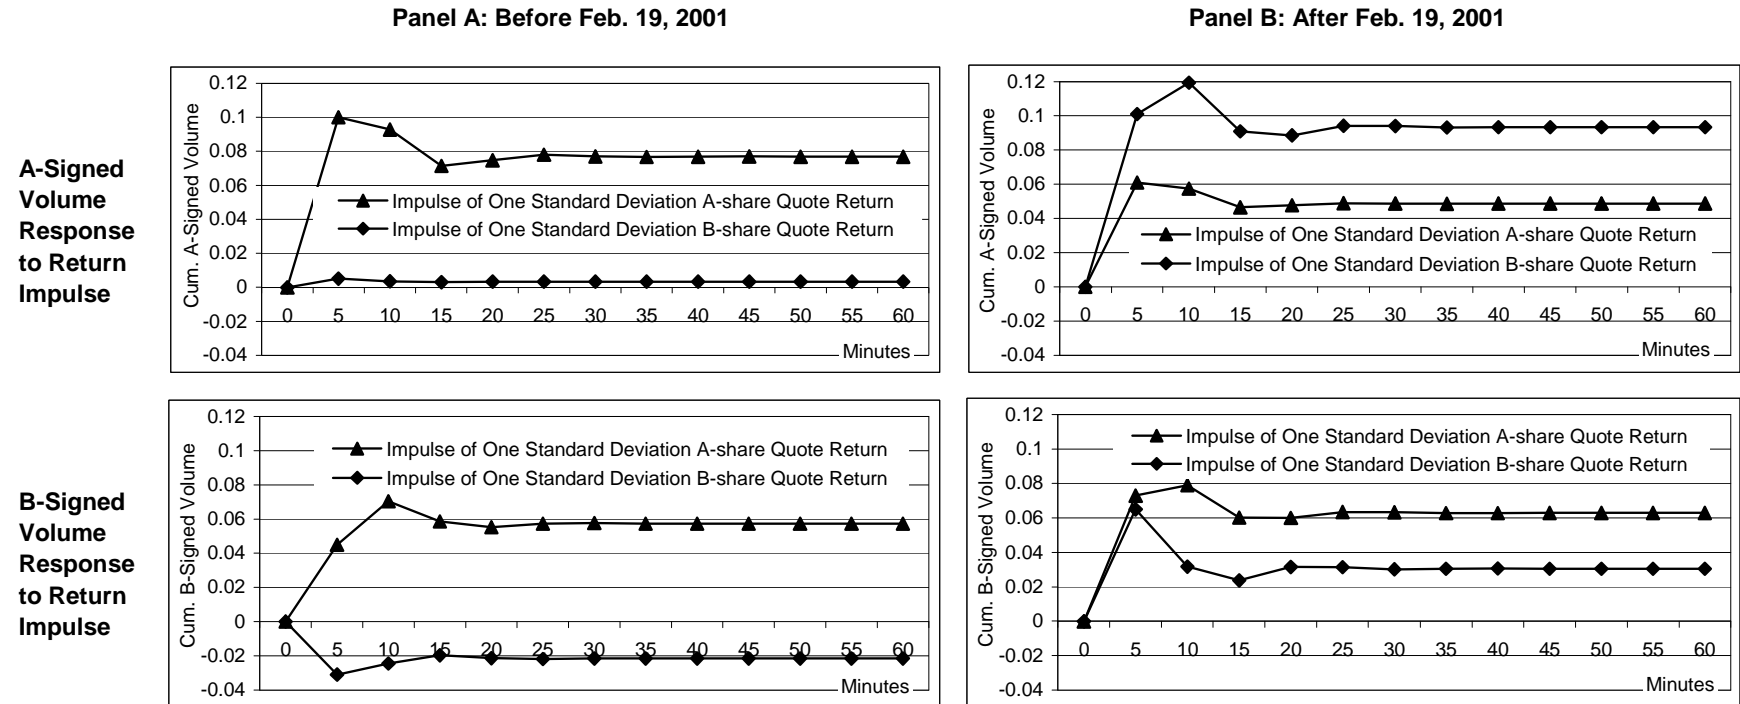 Panel A: Before Feb. 19, 2001
Panel B: After Feb. 19, 2001
A-Signed
Volume
Response
to Return
Impulse
Cum. A-Signed Volume
0.12
0.1
0.08
0.06
0.04
0.02
0
-0.02
-0.04
Impulse of One Standard Deviation A-share Quote Return
Impulse of One Standard Deviation B-share Quote Return
0 5 10 15 20 25 30 35 40 45 50 55 60
Minutes
Cum. A-Signed Volume
0.12
0.1
0.08
0.06
0.04
0.02
0
-0.02
-0.04
Impulse of One Standard Deviation A-share Quote Return
Impulse of One Standard Deviation B-share Quote Return
0 5 10 15 20 25 30 35 40 45 50 55 60
Minutes
B-Signed
Volume
Response
to Return
Impulse
Cum. B-Signed Volume
0.12
0.1
0.08
0.06
0.04
0.02
0
-0.02
-0.04
Impulse of One Standard Deviation A-share Quote Return
Impulse of One Standard Deviation B-share Quote Return
0 5 10 15 20 25 30 35 40 45 50 55 60
Minutes
Cum. B-Signed Volume
0.12
0.1
0.08
0.06
0.04
0.02
0
-0.02
-0.04
Impulse of One Standard Deviation A-share Quote Return
Impulse of One Standard Deviation B-share Quote Return
0 5 10 15 20 25 30 35 40 45 50 55 60
Minutes